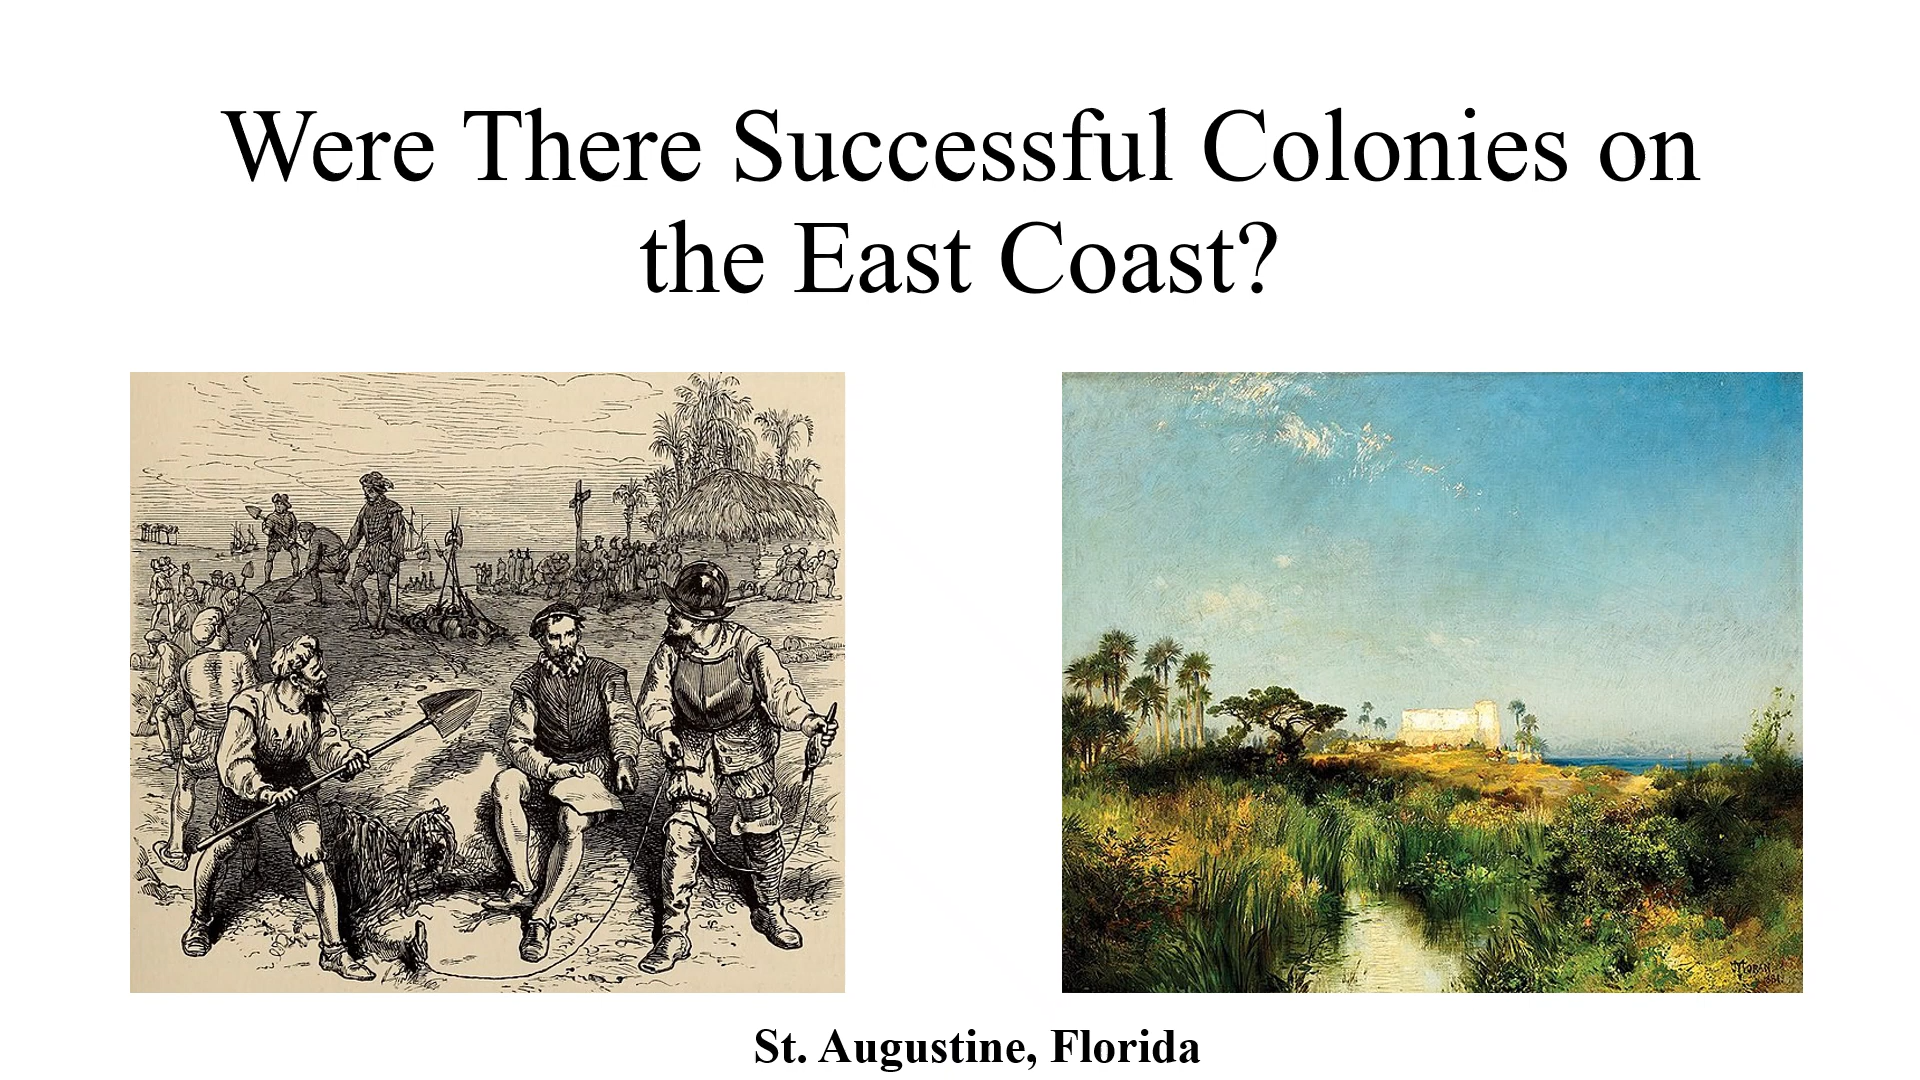 Were There Successful Colonies on
the East Coast?
St. Augustine, Florida